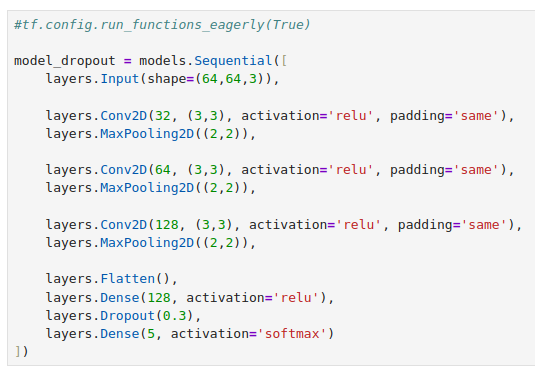 #tf.config.run_functions_eagerly(True)
model_dropout = models.Sequential([
    layers.Input(shape=(64,64,3)),
    layers.Conv2D(32, (3,3), activation='relu', padding='same'),
    layers.MaxPooling2D((2,2)),
    layers.Conv2D(64, (3,3), activation='relu', padding='same'),
    layers.MaxPooling2D((2,2)),
    layers.Conv2D(128, (3,3), activation='relu', padding='same'),
    layers.MaxPooling2D((2,2)),
    layers.Flatten(),
    layers.Dense(128, activation='relu'),
    layers.Dropout(0.3),
    layers.Dense(5, activation='softmax')
])